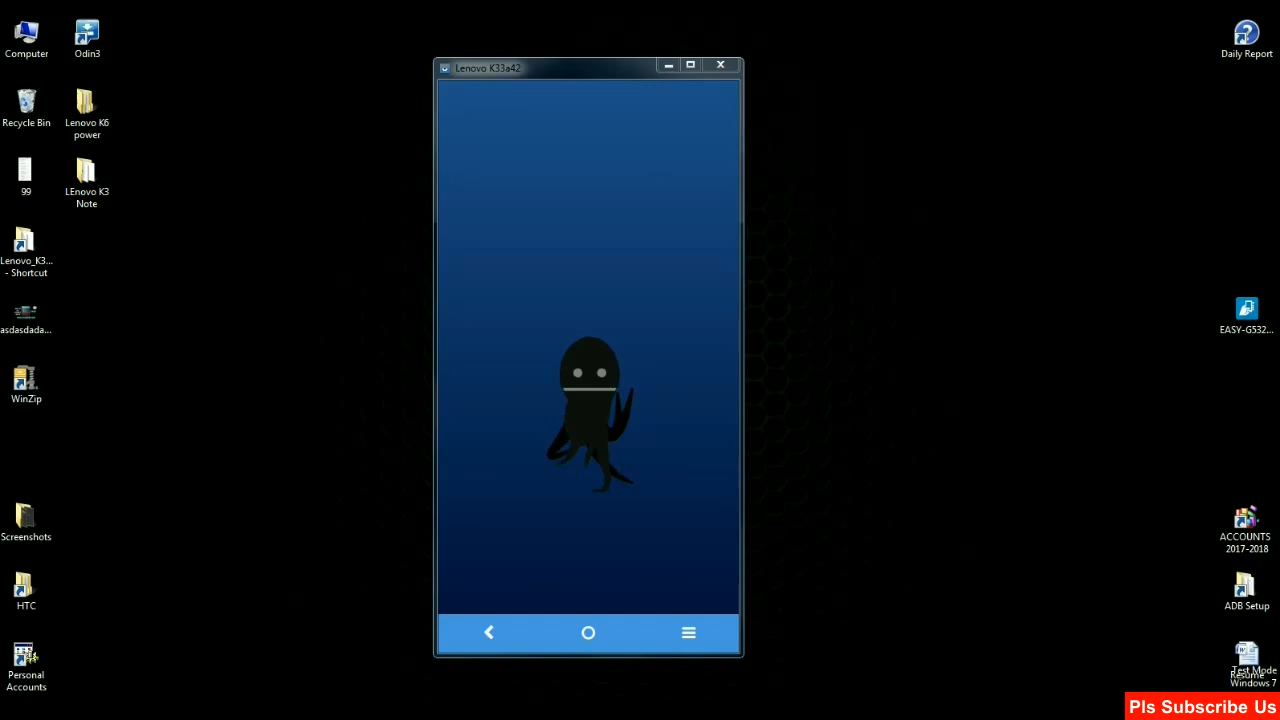 Computer
Odin3
Daily Report
Lenovo K33a42
Recycle Bin
Lenovo K6
power
99
LEnovo K3
Note
Lenovo_K3...
- Shortcut
asdasdada...
EASY-G532...
WinZip
Screenshots
ACCOUNTS
2017-2018
HTC
ADB Setup
Personal
Accounts
Resume
Test Mode
Windows 7
Pls Subscribe Us